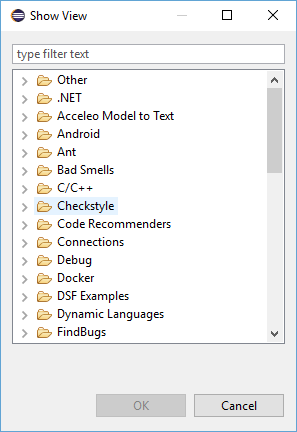 Show View
type filter text
Other
.NET
Acceleo Model to Text
Android
Ant
Bad Smells
C/C++
Checkstyle
Code Recommenders
Connections
Debug
Docker
DSF Examples
Dynamic Languages
FindBugs
OK
Cancel